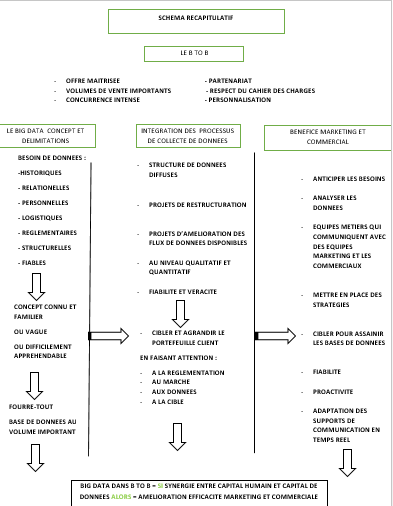 SCHEMA RECAPITULATIF
LE B TO B
- OFFRE MAITRISEE
- VOLUMES DE VENTE IMPORTANTS
- CONCURRENCE INTENSE
- PARTENARIAT
- RESPECT DU CAHIER DES CHARGES
- PERSONNALISATION
LE BIG DATA CONCEPT ET
DELIMITATIONS
BESOIN DE DONNEES :
-HISTORIQUES
- RELATIONELLES
- PERSONNELLES
- LOGISTIQUES
- REGLEMENTAIRES
- STRUCTURELLES
- FIABLES
CONCEPT CONNU ET
FAMILIER
OU VAGUE
OU DIFFICILEMENT
APPREHENDABLE
FOURRE-TOUT
BASE DE DONNEES AU
VOLUME IMPORTANT
INTEGRATION DES PROCESSUS
DE COLLECTE DE DONNEES
- STRUCTURE DE DONNEES
DIFFUSES
- PROJETS DE RESTRUCTURATION
- PROJETS D'AMELIORATION DES
FLUX DE DONNEES DISPONIBLES
- AU NIVEAU QUALITATIF ET
QUANTITATIF
- FIABILITE ET VERACITE
- CIBLER ET AGRANDIR LE
PORTEFEUILLE CLIENT
EN FAISANT ATTENTION :
- A LA REGLEMENTATION
- AU MARCHE
- AUX DONNEES
- A LA CIBLE
BENEFICE MARKETING ET
COMMERCIAL
- ANTICIPER LES BESOINS
- ANALYSER LES
DONNEES
- EQUIPES METIERS QUI
COMMUNIQUENT AVEC
DES EQUIPES
MARKETING ET LES
COMMERCIAUX
- METTRE EN PLACE DES
STRATEGIES
- CIBLER POUR ASSAINIR
LES BASES DE DONNEES
- FIABILITE
- PROACTIVITE
- ADAPTATION DES
SUPPORTS DE
COMMUNICATION EN
TEMPS REEL
BIG DATA DANS B TO B = SI SYNERGIE ENTRE CAPITAL HUMAIN ET CAPITAL DE
DONNEES ALORS = AMELIORATION EFFICACITE MARKETING ET COMMERCIALE